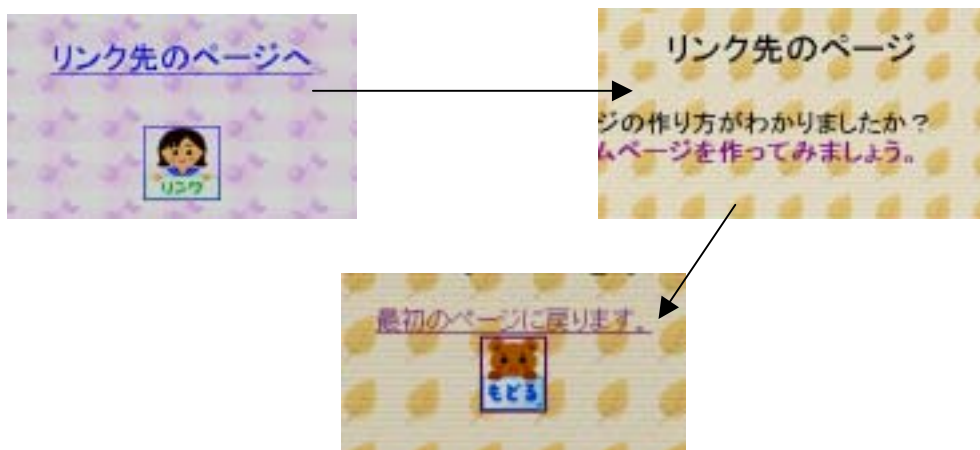 リンク先のページへ
リンク
リンク先のページ
ジの作り方がわかりましたか?
ムページを作ってみましょう。
最初のページに戻ります。
もどる